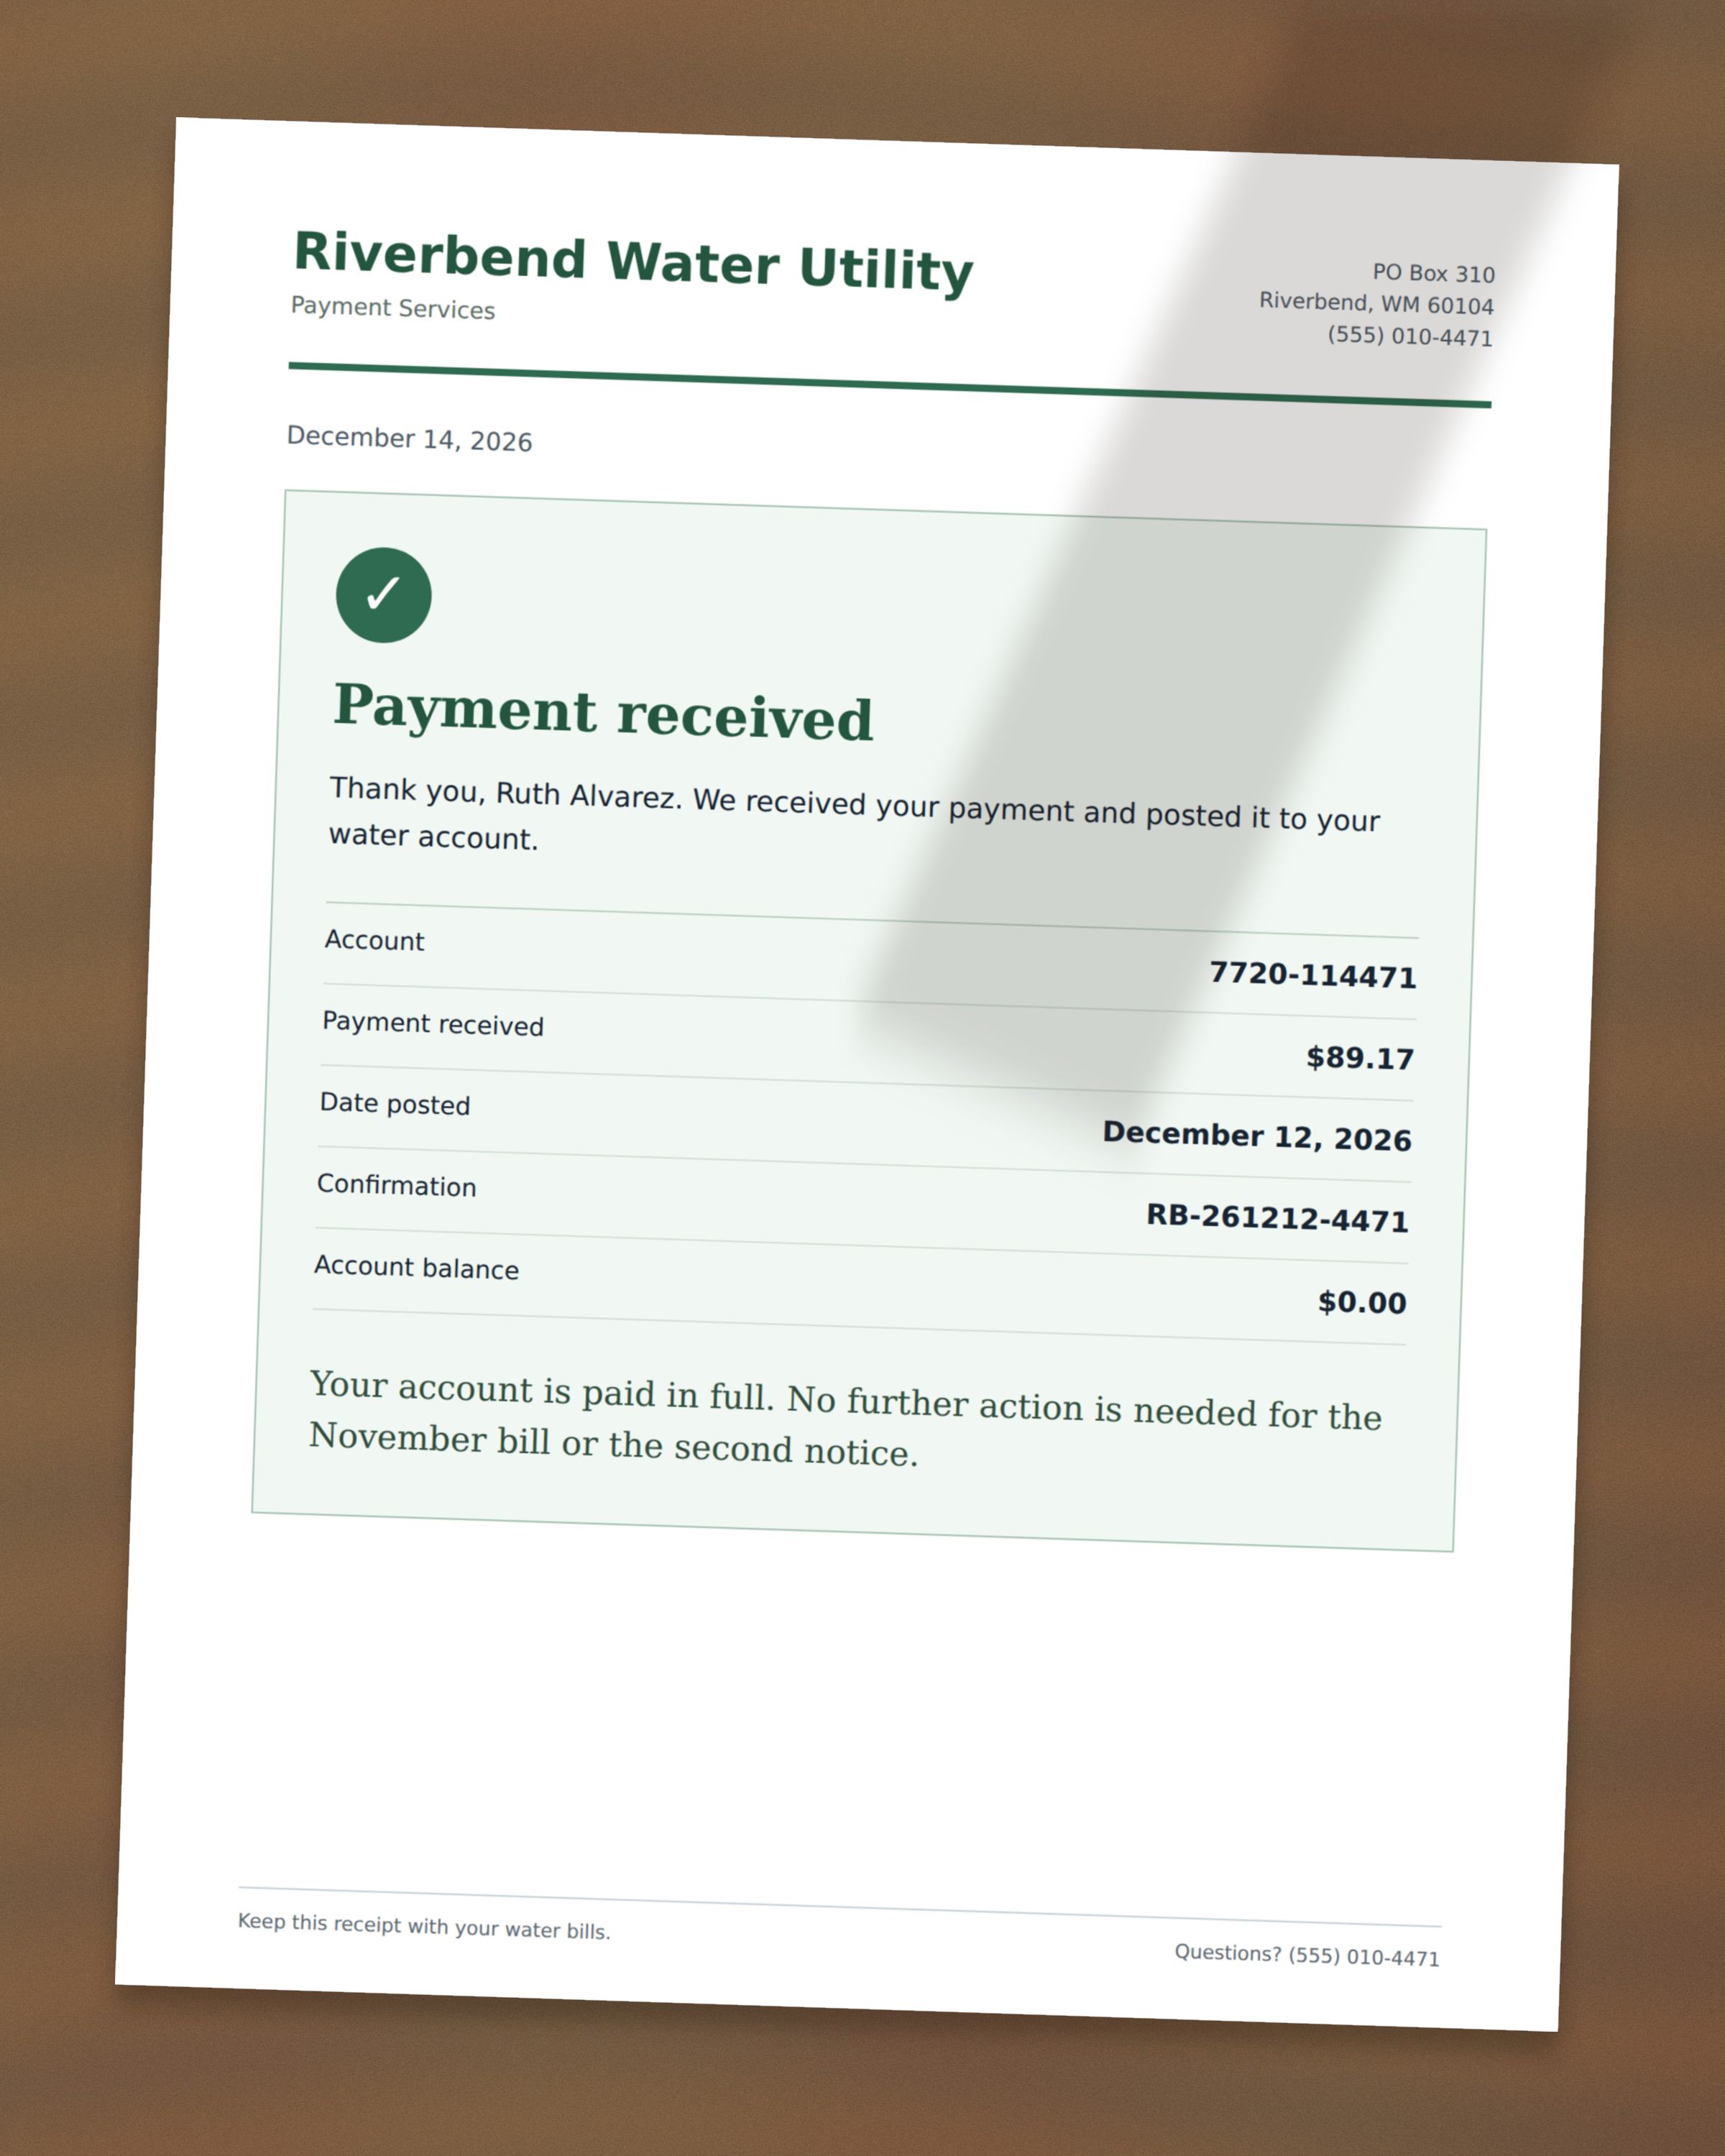 Riverbend Water Utility
Payment Services
PO Box 310
Riverbend, WM 60104
(555) 010-4471
December 14, 2026
✓
Payment received
Thank you, Ruth Alvarez. We received your payment and posted it to your
water account.
Account 7720-114471
Payment received $89.17
Date posted December 12, 2026
Confirmation RB-261212-4471
Account balance $0.00
Your account is paid in full. No further action is needed for the
November bill or the second notice.
Keep this receipt with your water bills.
Questions? (555) 010-4471